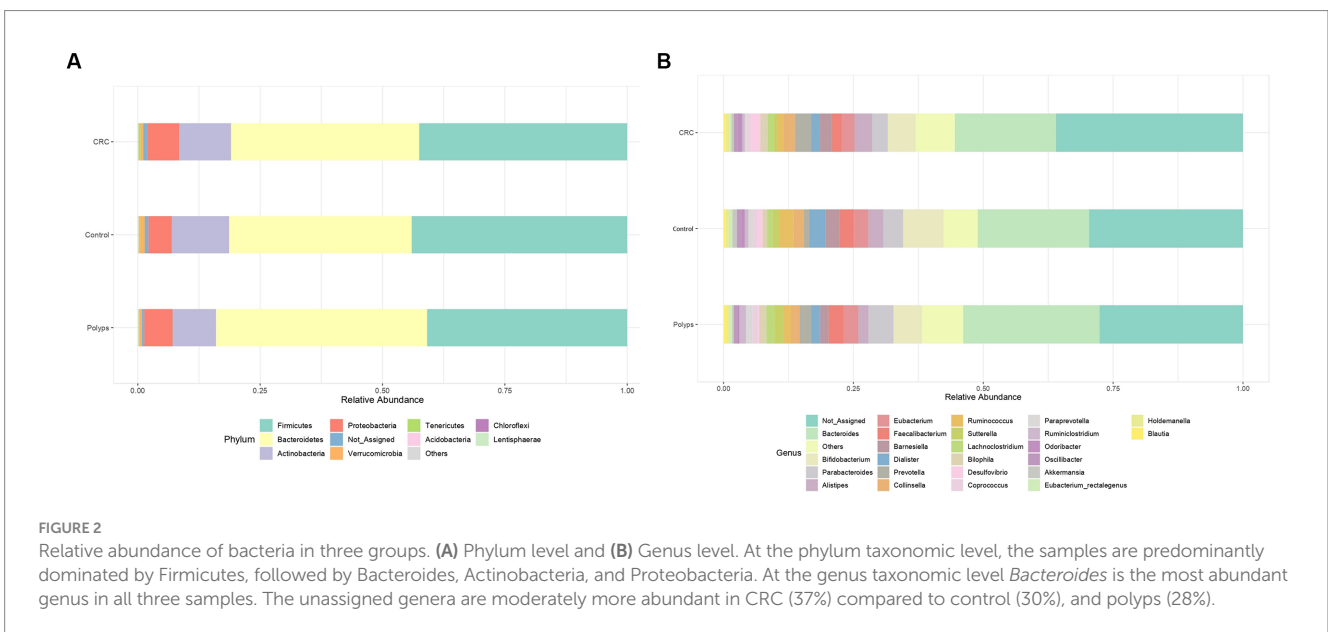 A
CRC
Control
Polyps
0.00 0.25 0.50 0.75 1.00
Relative Abundance
Phylum
Firmicutes Proteobacteria Tenericutes Chloroflexi
Bacteroidetes Not_Assigned Acidobacteria Lentisphaerae
Actinobacteria Verrucomicrobia Others
B
CRC
Control
Polyps
0.00 0.25 0.50 0.75 1.00
Relative Abundance
Genus
Not_Assigned Eubacterium Ruminococcus Paraprevotella Holdemanella
Bacteroides Faecalibacterium Sutterella Ruminiclostridium Blautia
Others Barnesiella Lachnoclostridium Odoribacter
Bifidobacterium Dialister Bilophila Oscillibacter
Parabacteroides Prevotella Desulfovibrio Akkermansia
Alistipes Collinsella Coprococcus Eubacterium_rectalegenus
FIGURE 2
Relative abundance of bacteria in three groups. (A) Phylum level and (B) Genus level. At the phylum taxonomic level, the samples are predominantly
dominated by Firmicutes, followed by Bacteroides, Actinobacteria, and Proteobacteria. At the genus taxonomic level Bacteroides is the most abundant
genus in all three samples. The unassigned genera are moderately more abundant in CRC (37%) compared to control (30%), and polyps (28%).